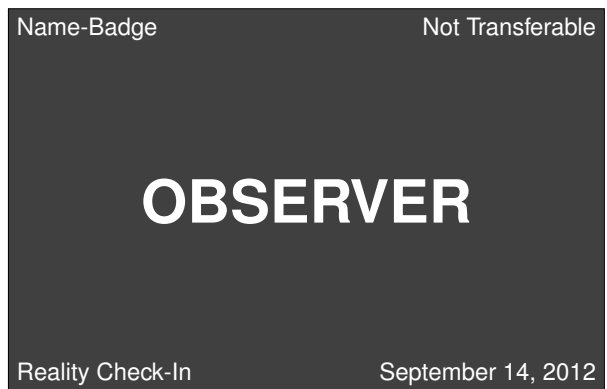 Name-Badge Not Transferable
OBSERVER
Reality Check-In September 14, 2012